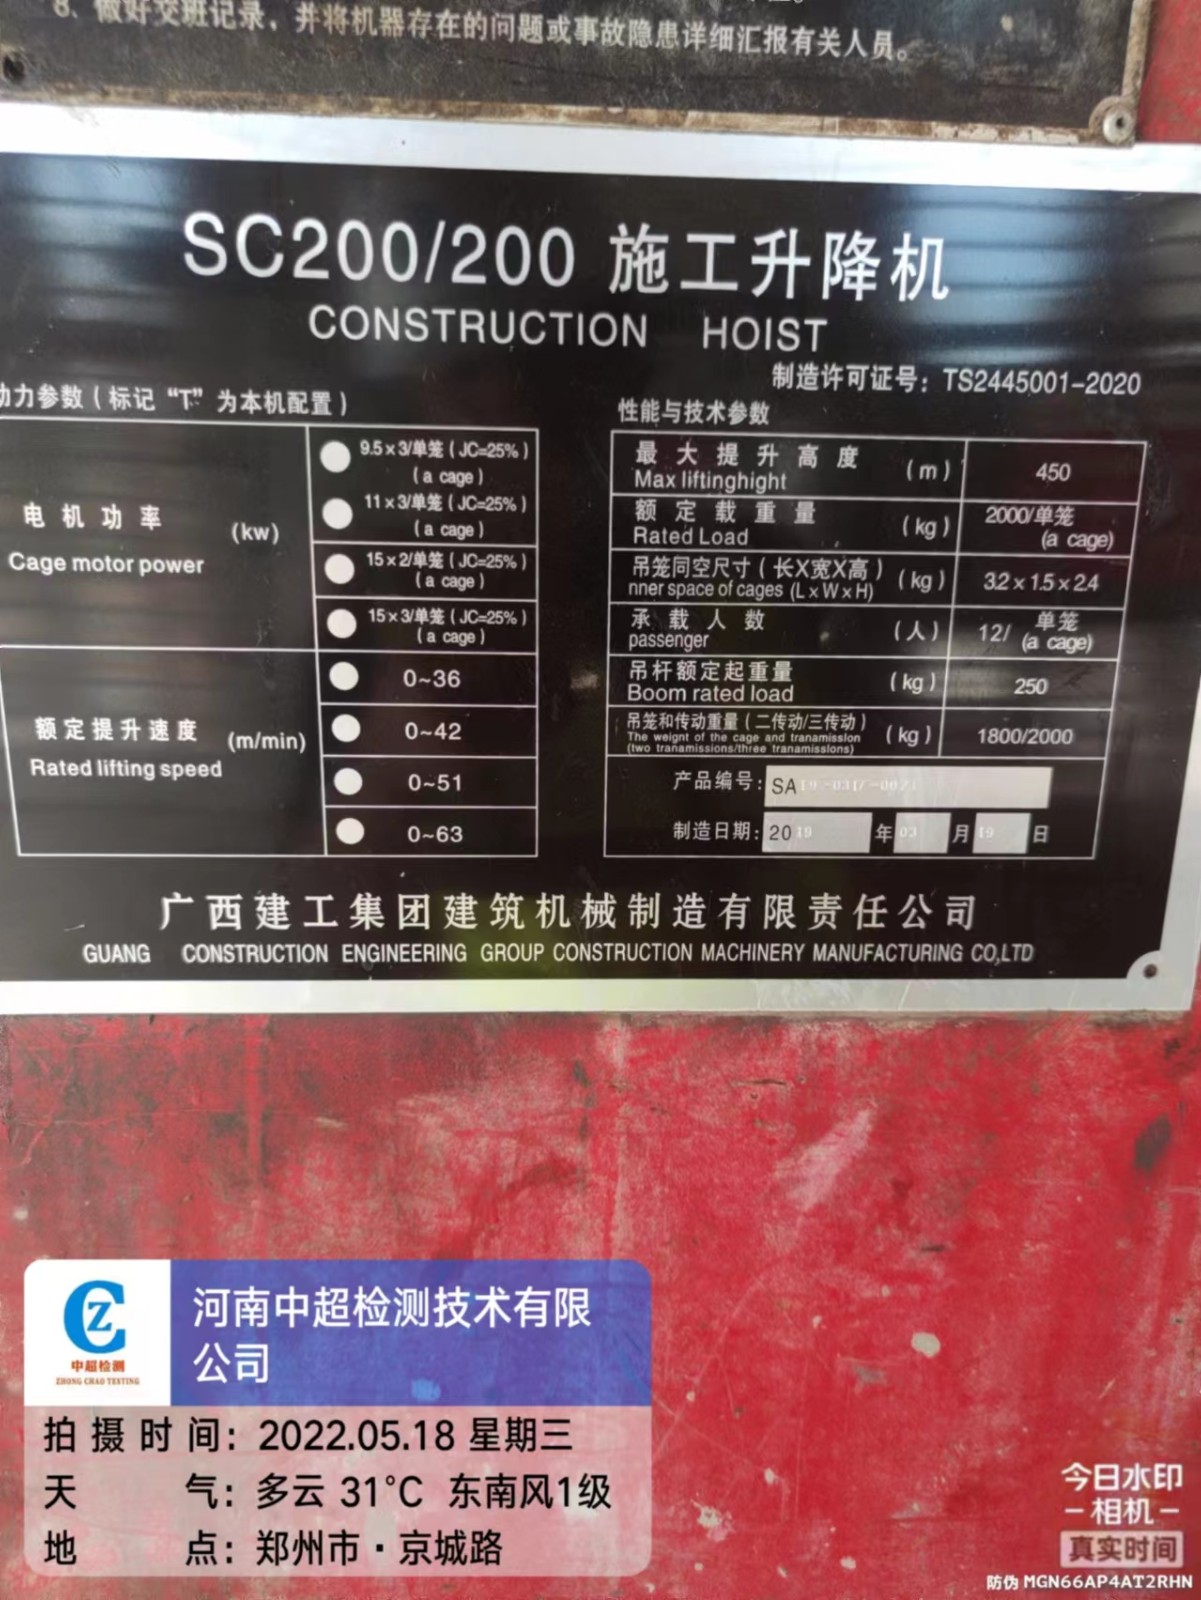 8、做好交班记录，并将机器存在的问题或事故隐患详细汇报有关人员。
SC200/200 施工升降机
CONSTRUCTION HOIST
制造许可证号：TS2445001-2020
动力参数（标记“T”为本机配置）
电机功率 (kw)
Cage motor power
9.5×3/单笼（JC=25%）
(a cage)
11×3/单笼（JC=25%）
(a cage)
15×2/单笼（JC=25%）
(a cage)
15×3/单笼（JC=25%）
(a cage)
额定提升速度 (m/min)
Rated lifting speed
0~36
0~42
0~51
0~63
性能与技术参数
最大提升高度 (m) 450
Max liftinghight
额定载重量 (kg) 2000/单笼
Rated Load (a cage)
吊笼同空尺寸（长X宽X高） (kg) 3.2×1.5×2.4
nner space of cages (L×W×H)
承载人数 (人) 12/ 单笼
passenger (a cage)
吊杆额定起重量 (kg) 250
Boom rated load
吊笼和传动重量（二传动/三传动） (kg) 1800/2000
The weignt of the cage and tranamission
(two tranamissions/three tranamissions)
产品编号：SA
制造日期：2019年03月19日
广西建工集团建筑机械制造有限责任公司
GUANG CONSTRUCTION ENGINEERING GROUP CONSTRUCTION MACHINERY MANUFACTURING CO,LTD
CZ
中超检测
ZHONG CHAO TESTING
河南中超检测技术有限
公司
拍摄时间：2022.05.18 星期三
天气：多云 31℃ 东南风1级
地点：郑州市·京城路
今日水印
-相机-
真实时间
防伪 MGN66AP4AT2RHN